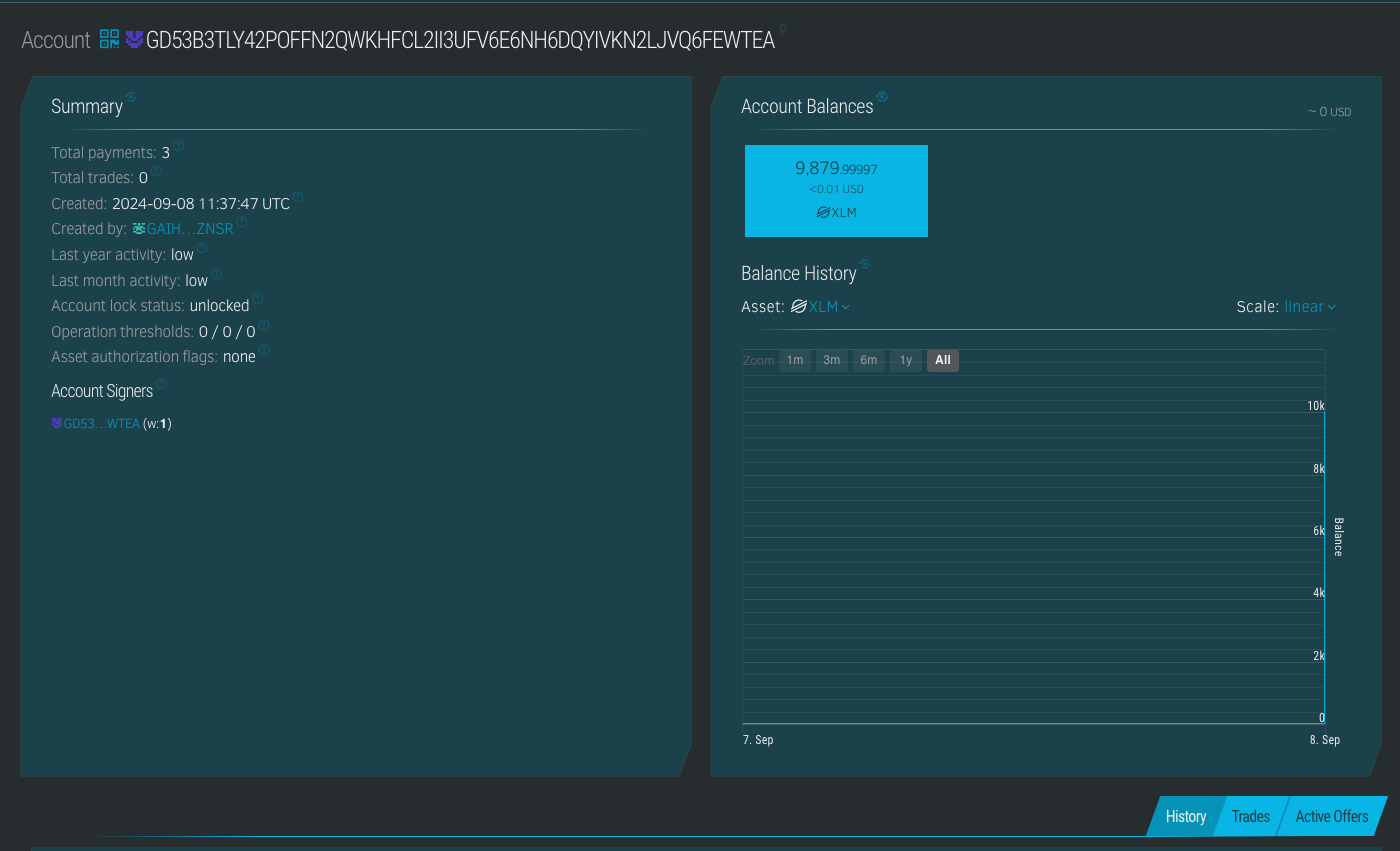 Account GD53B3TLY42POFFN2QWKHFCL2II3UFV6E6NH6DQYIVKN2LJVQ6FEWTEA
Summary
Total payments: 3
Total trades: 0
Created: 2024-09-08 11:37:47 UTC
Created by: GAIH…ZNSR
Last year activity: low
Last month activity: low
Account lock status: unlocked
Operation thresholds: 0 / 0 / 0
Asset authorization flags: none
Account Signers
GD53…WTEA (w:1)
Account Balances
~ 0 USD
9,879.99997
<0.01 USD
XLM
Balance History
Asset: XLM
Scale: linear
Zoom 1m 3m 6m 1y All
10k
8k
6k
4k
2k
0
Balance
7. Sep 8. Sep
History Trades Active Offers